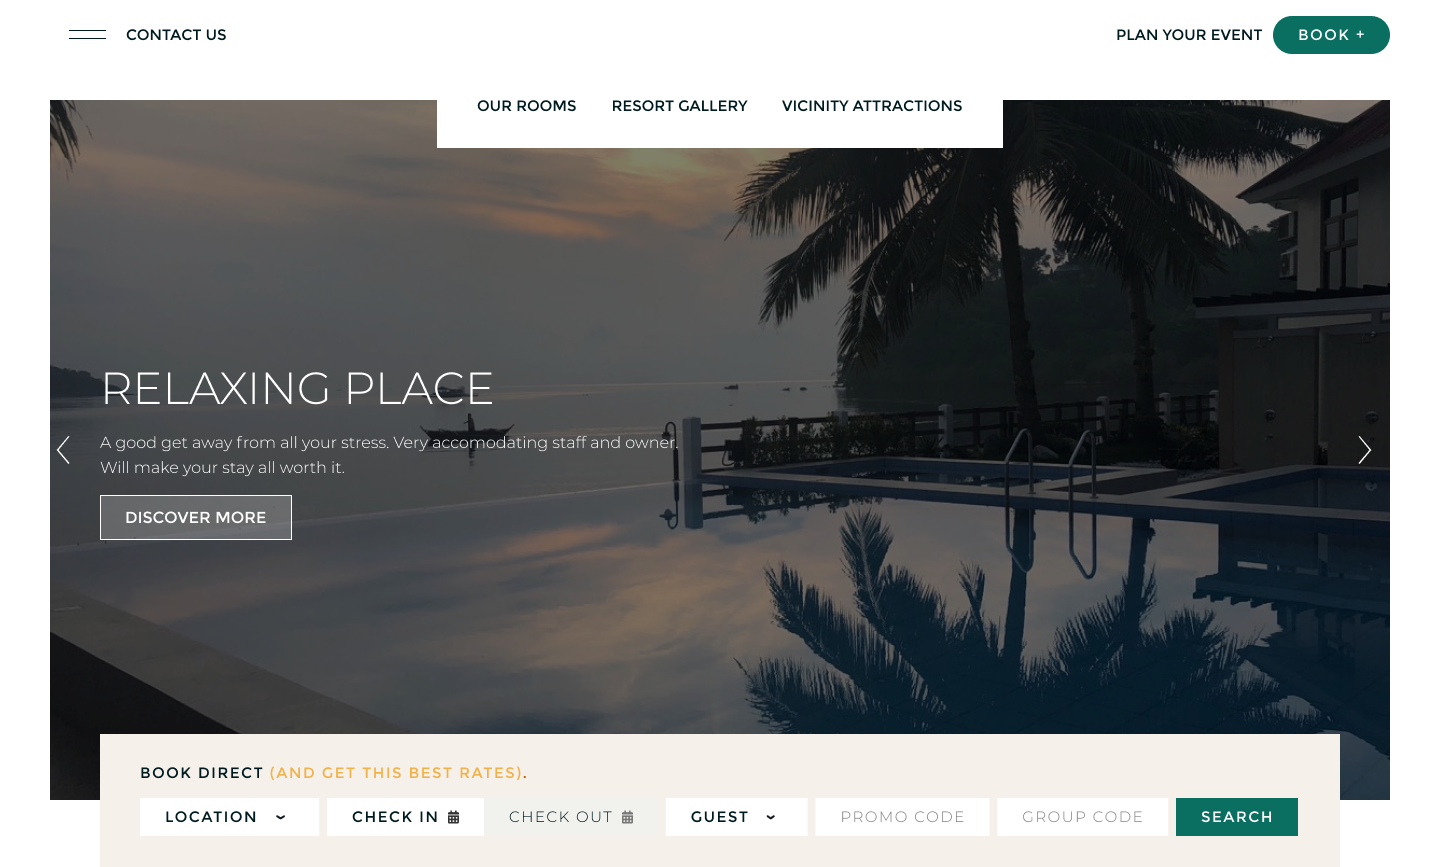 CONTACT US
PLAN YOUR EVENT
BOOK +
OUR ROOMS
RESORT GALLERY
VICINITY ATTRACTIONS
RELAXING PLACE
A good get away from all your stress. Very accomodating staff and owner.
Will make your stay all worth it.
DISCOVER MORE
BOOK DIRECT (AND GET THIS BEST RATES).
LOCATION
CHECK IN
CHECK OUT
GUEST
PROMO CODE
GROUP CODE
SEARCH